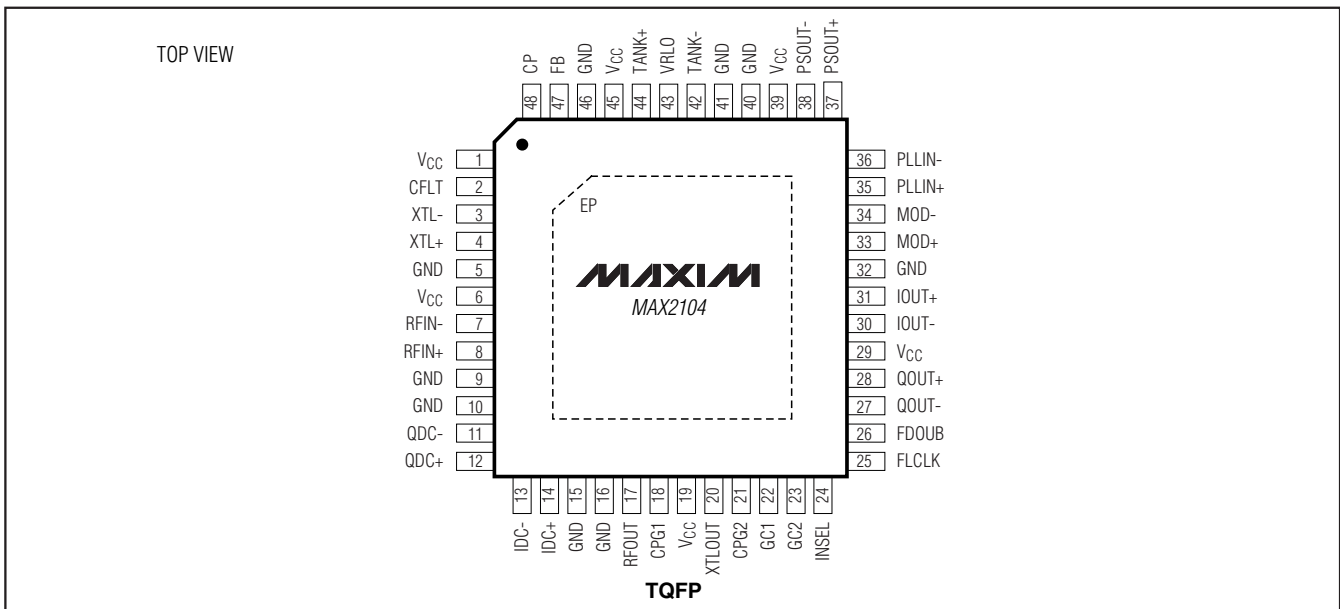 TOP VIEW
CP
FB
GND
VCC
TANK+
VRLO
TANK-
GND
GND
VCC
PSOUT-
PSOUT+
48
47
46
45
44
43
42
41
40
39
38
37
VCC 1
CFLT 2
XTL- 3
XTL+ 4
GND 5
VCC 6
RFIN- 7
RFIN+ 8
GND 9
GND 10
QDC- 11
QDC+ 12
EP
MAXIM
MAX2104
36 PLLIN-
35 PLLIN+
34 MOD-
33 MOD+
32 GND
31 IOUT+
30 IOUT-
29 VCC
28 QOUT+
27 QOUT-
26 FDOUB
25 FLCLK
13
14
15
16
17
18
19
20
21
22
23
24
IDC-
IDC+
GND
GND
RFOUT
CPG1
VCC
XTLOUT
CPG2
GC1
GC2
INSEL
TQFP